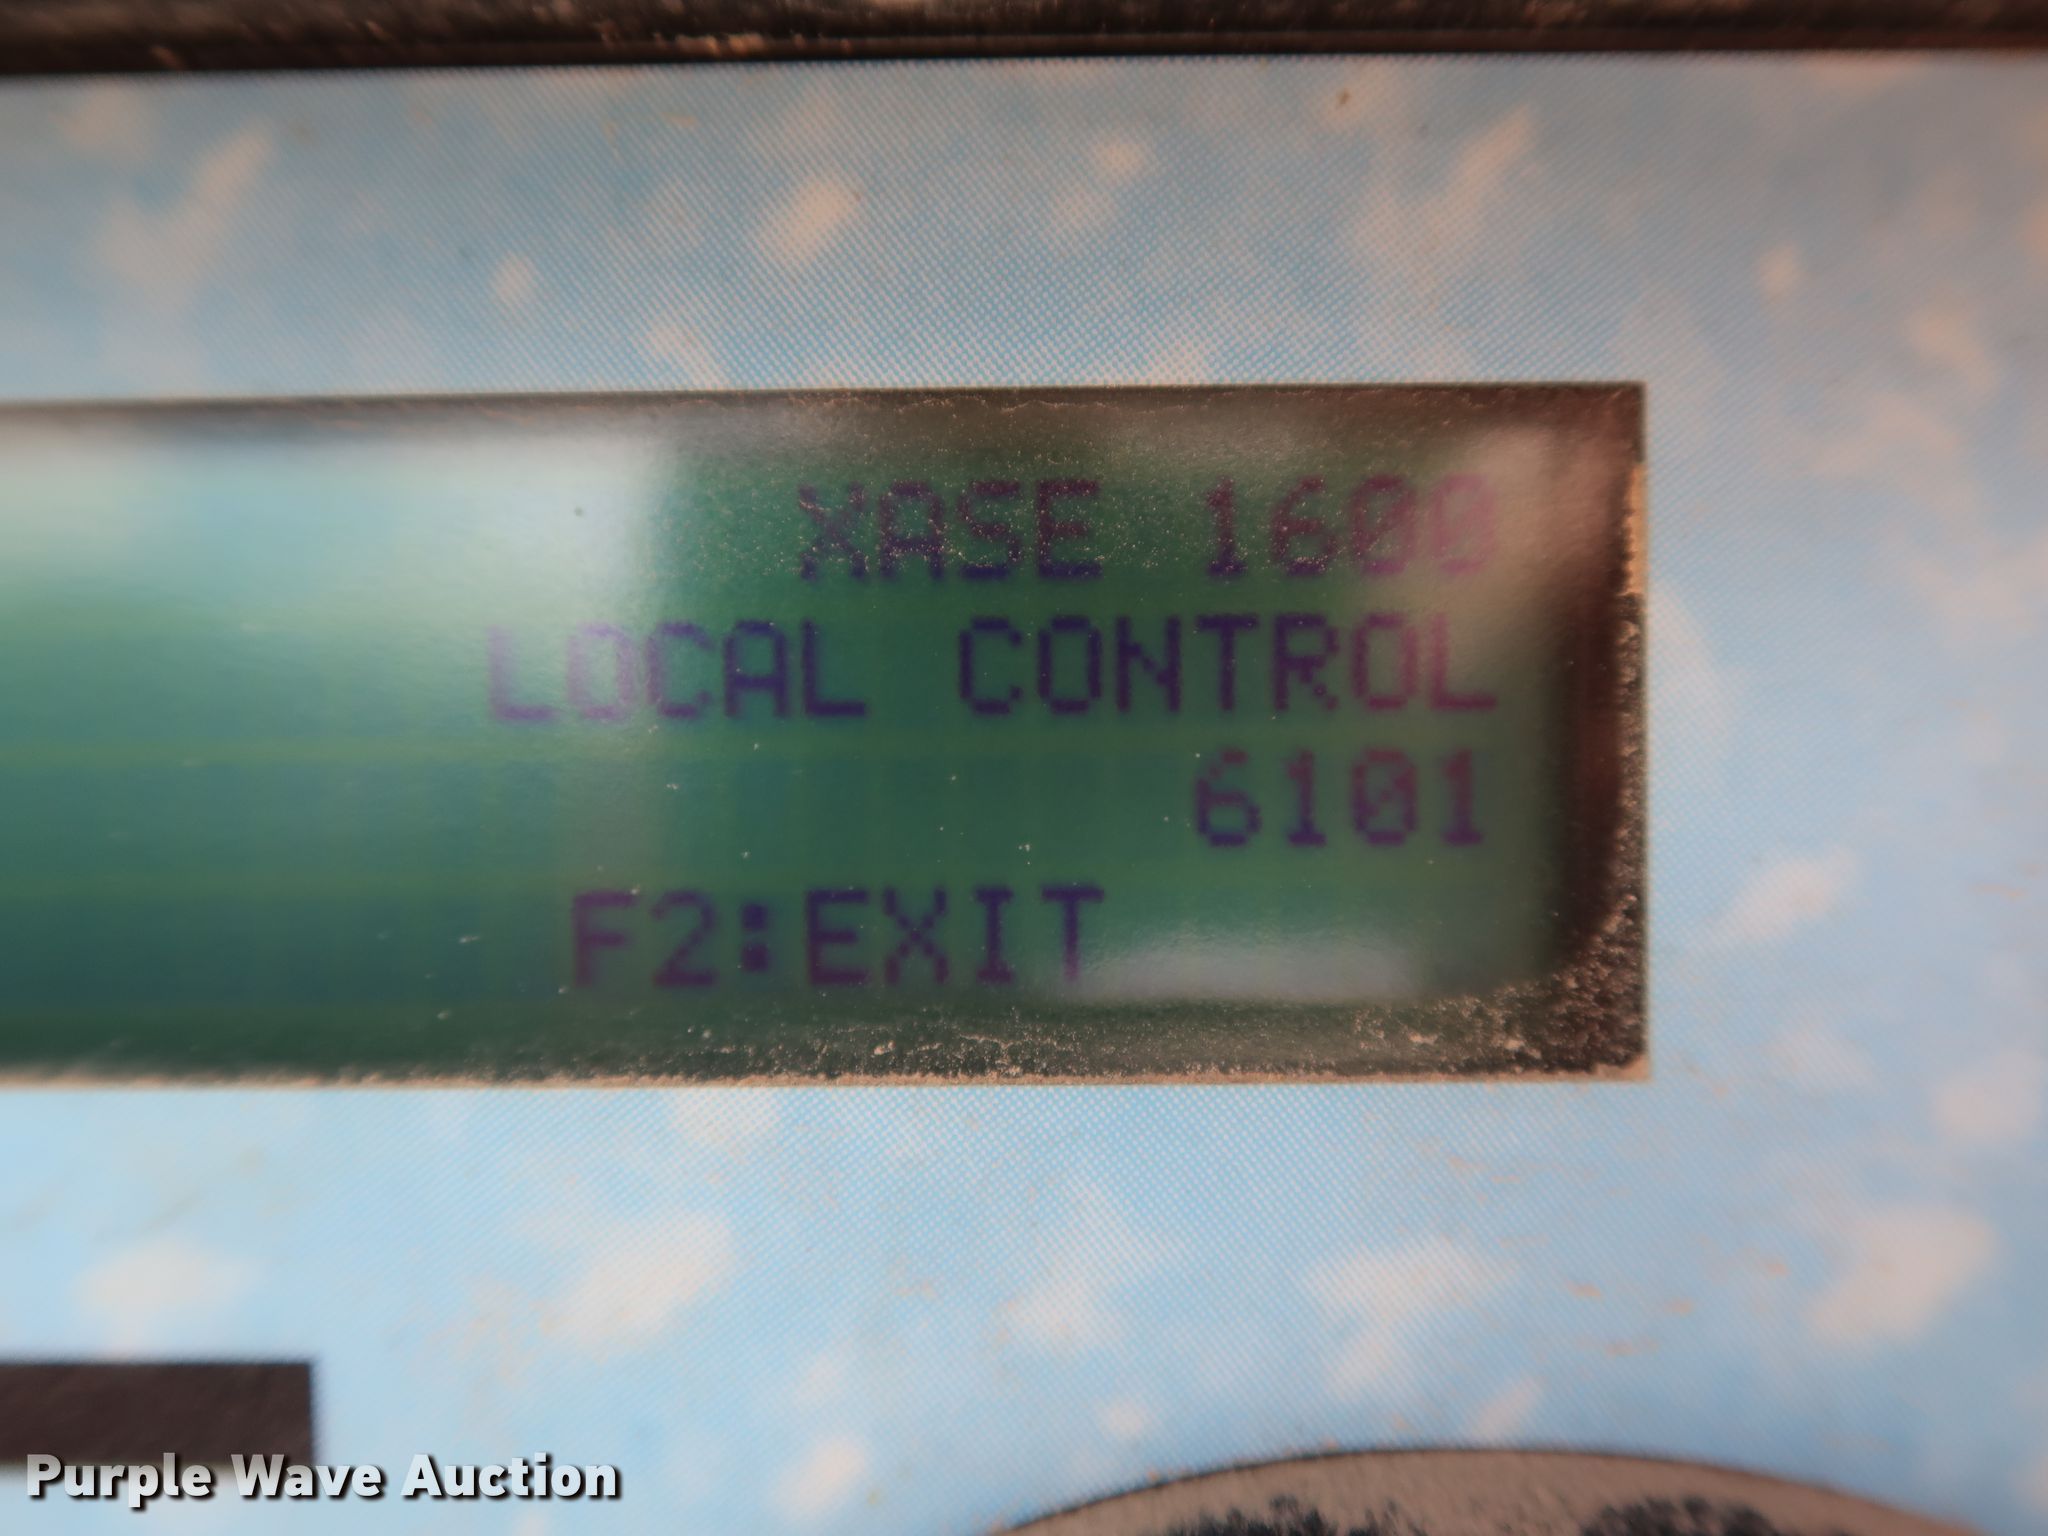 XASE 1600
LOCAL CONTROL
6101
F2:EXIT
Purple Wave Auction